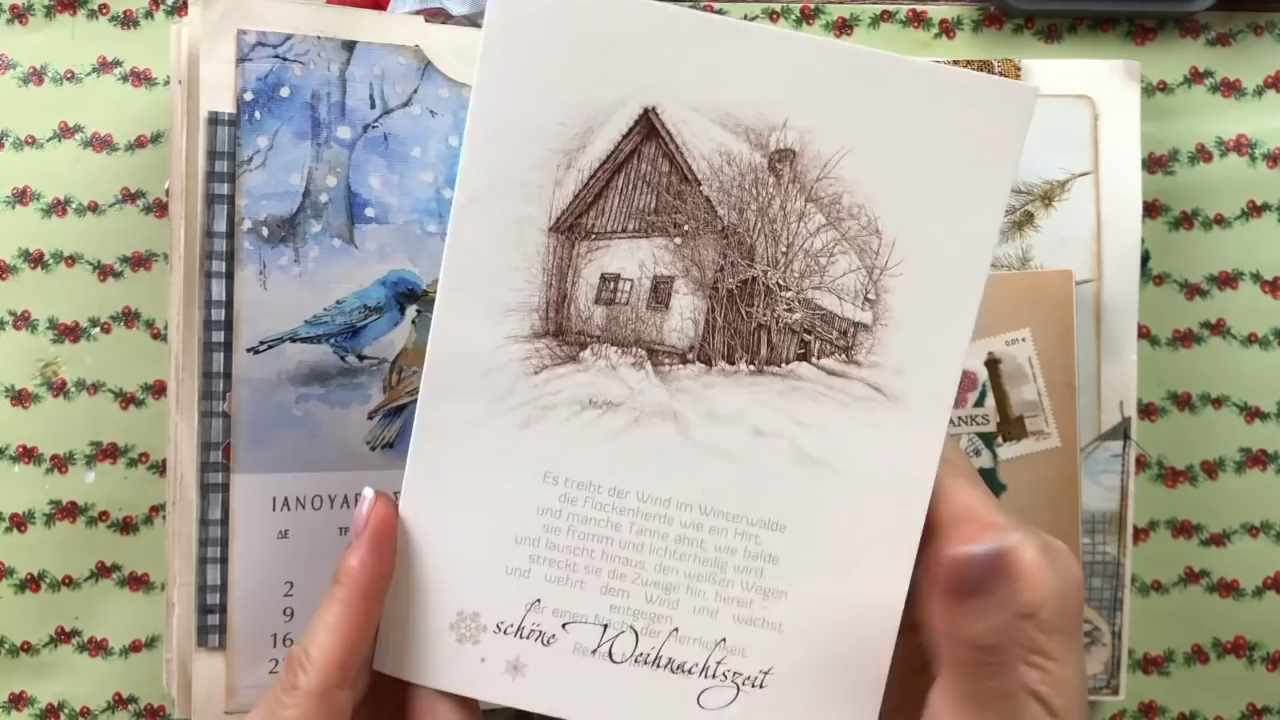 ΙΑΝΟΥΑΡ
ΔΕ
ΤΡ
2
9
16
0.01 €
ANKS
Es treibt der Wind im Winterwalde
die Flockenherde wie ein Hirt,
und manche Tanne ahnt, wie balde
sie fromm und lichterheilig wird,
und lauscht hinaus, den weißen Wegen
streckt sie die Zweige hin, bereit -
und wehrt dem Wind und wächst
entgegen
der einen Nacht der Herrlichkeit
schöne Weihnachtszeit